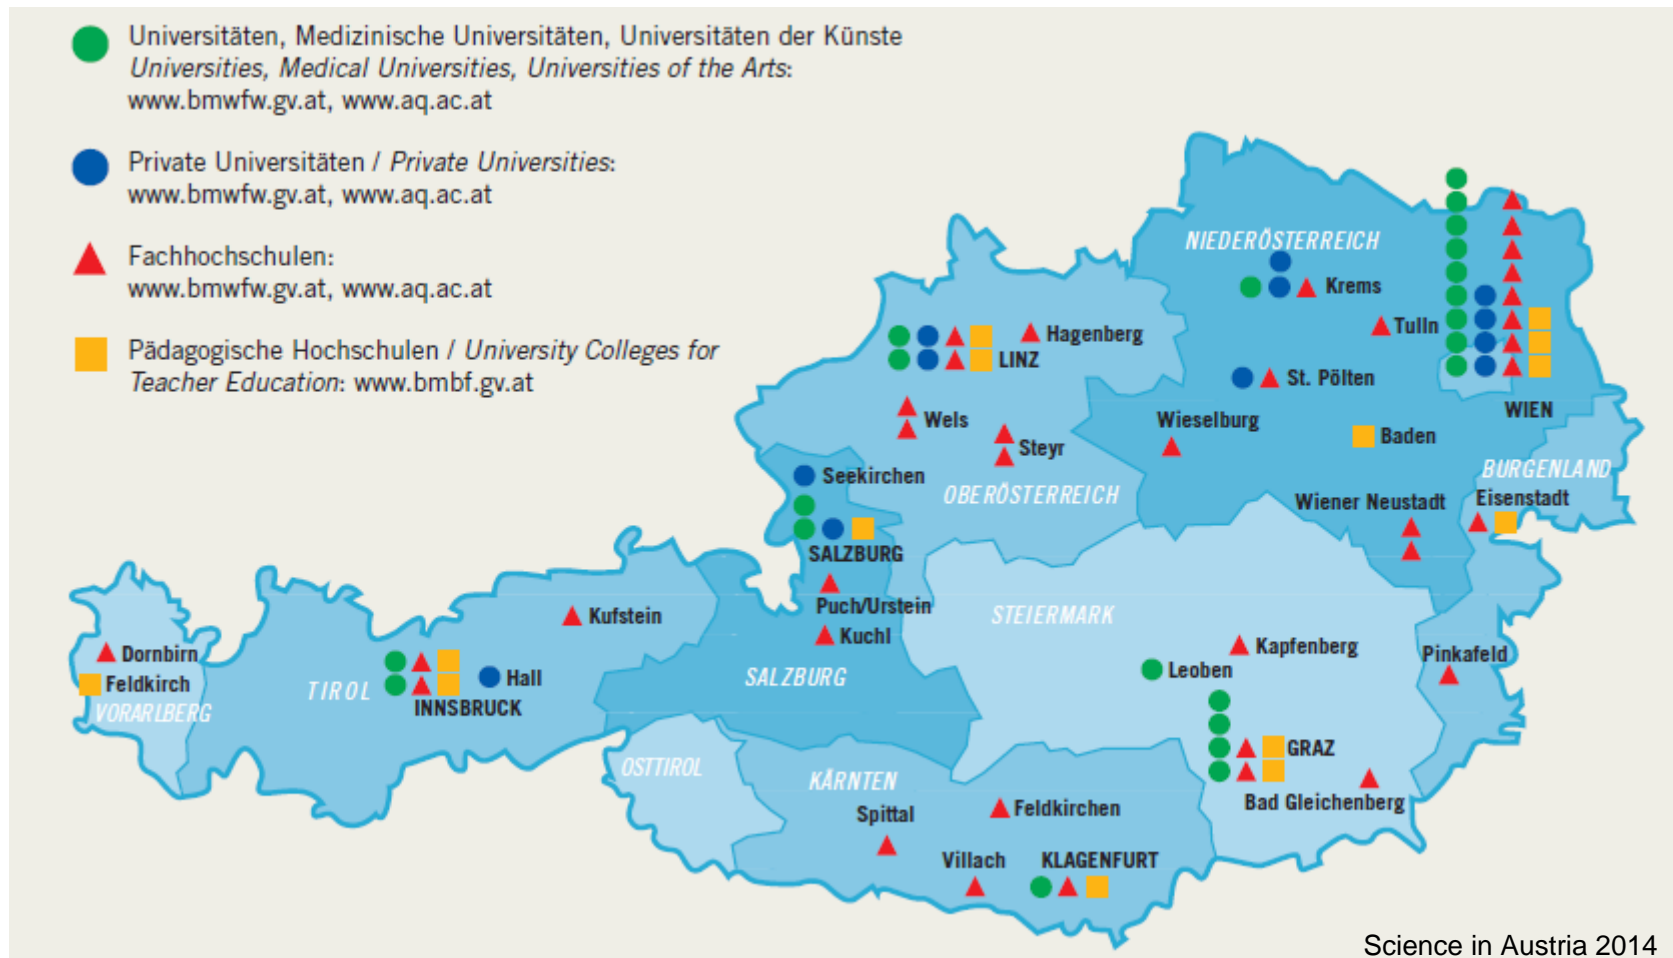 Universitäten, Medizinische Universitäten, Universitäten der Künste
Universities, Medical Universities, Universities of the Arts:
www.bmwfw.gv.at, www.aq.ac.at
Private Universitäten / Private Universities:
www.bmwfw.gv.at, www.aq.ac.at
Fachhochschulen:
www.bmwfw.gv.at, www.aq.ac.at
Pädagogische Hochschulen / University Colleges for
Teacher Education: www.bmbf.gv.at
NIEDERÖSTERREICH
Krems
Tulln
Hagenberg
LINZ
St. Pölten
WIEN
Wels
Wieselburg
Steyr
Baden
Seekirchen
BURGENLAND
OBERÖSTERREICH
Wiener Neustadt
Eisenstadt
SALZBURG
Puch/Urstein
Kufstein
STEIERMARK
Kuchl
Dornbirn
Kapfenberg
Pinkafeld
Feldkirch
Hall
Leoben
SALZBURG
TIROL
INNSBRUCK
VORARLBERG
GRAZ
OSTTIROL
KÄRNTEN
Bad Gleichenberg
Spittal
Feldkirchen
Villach
KLAGENFURT
Science in Austria 2014